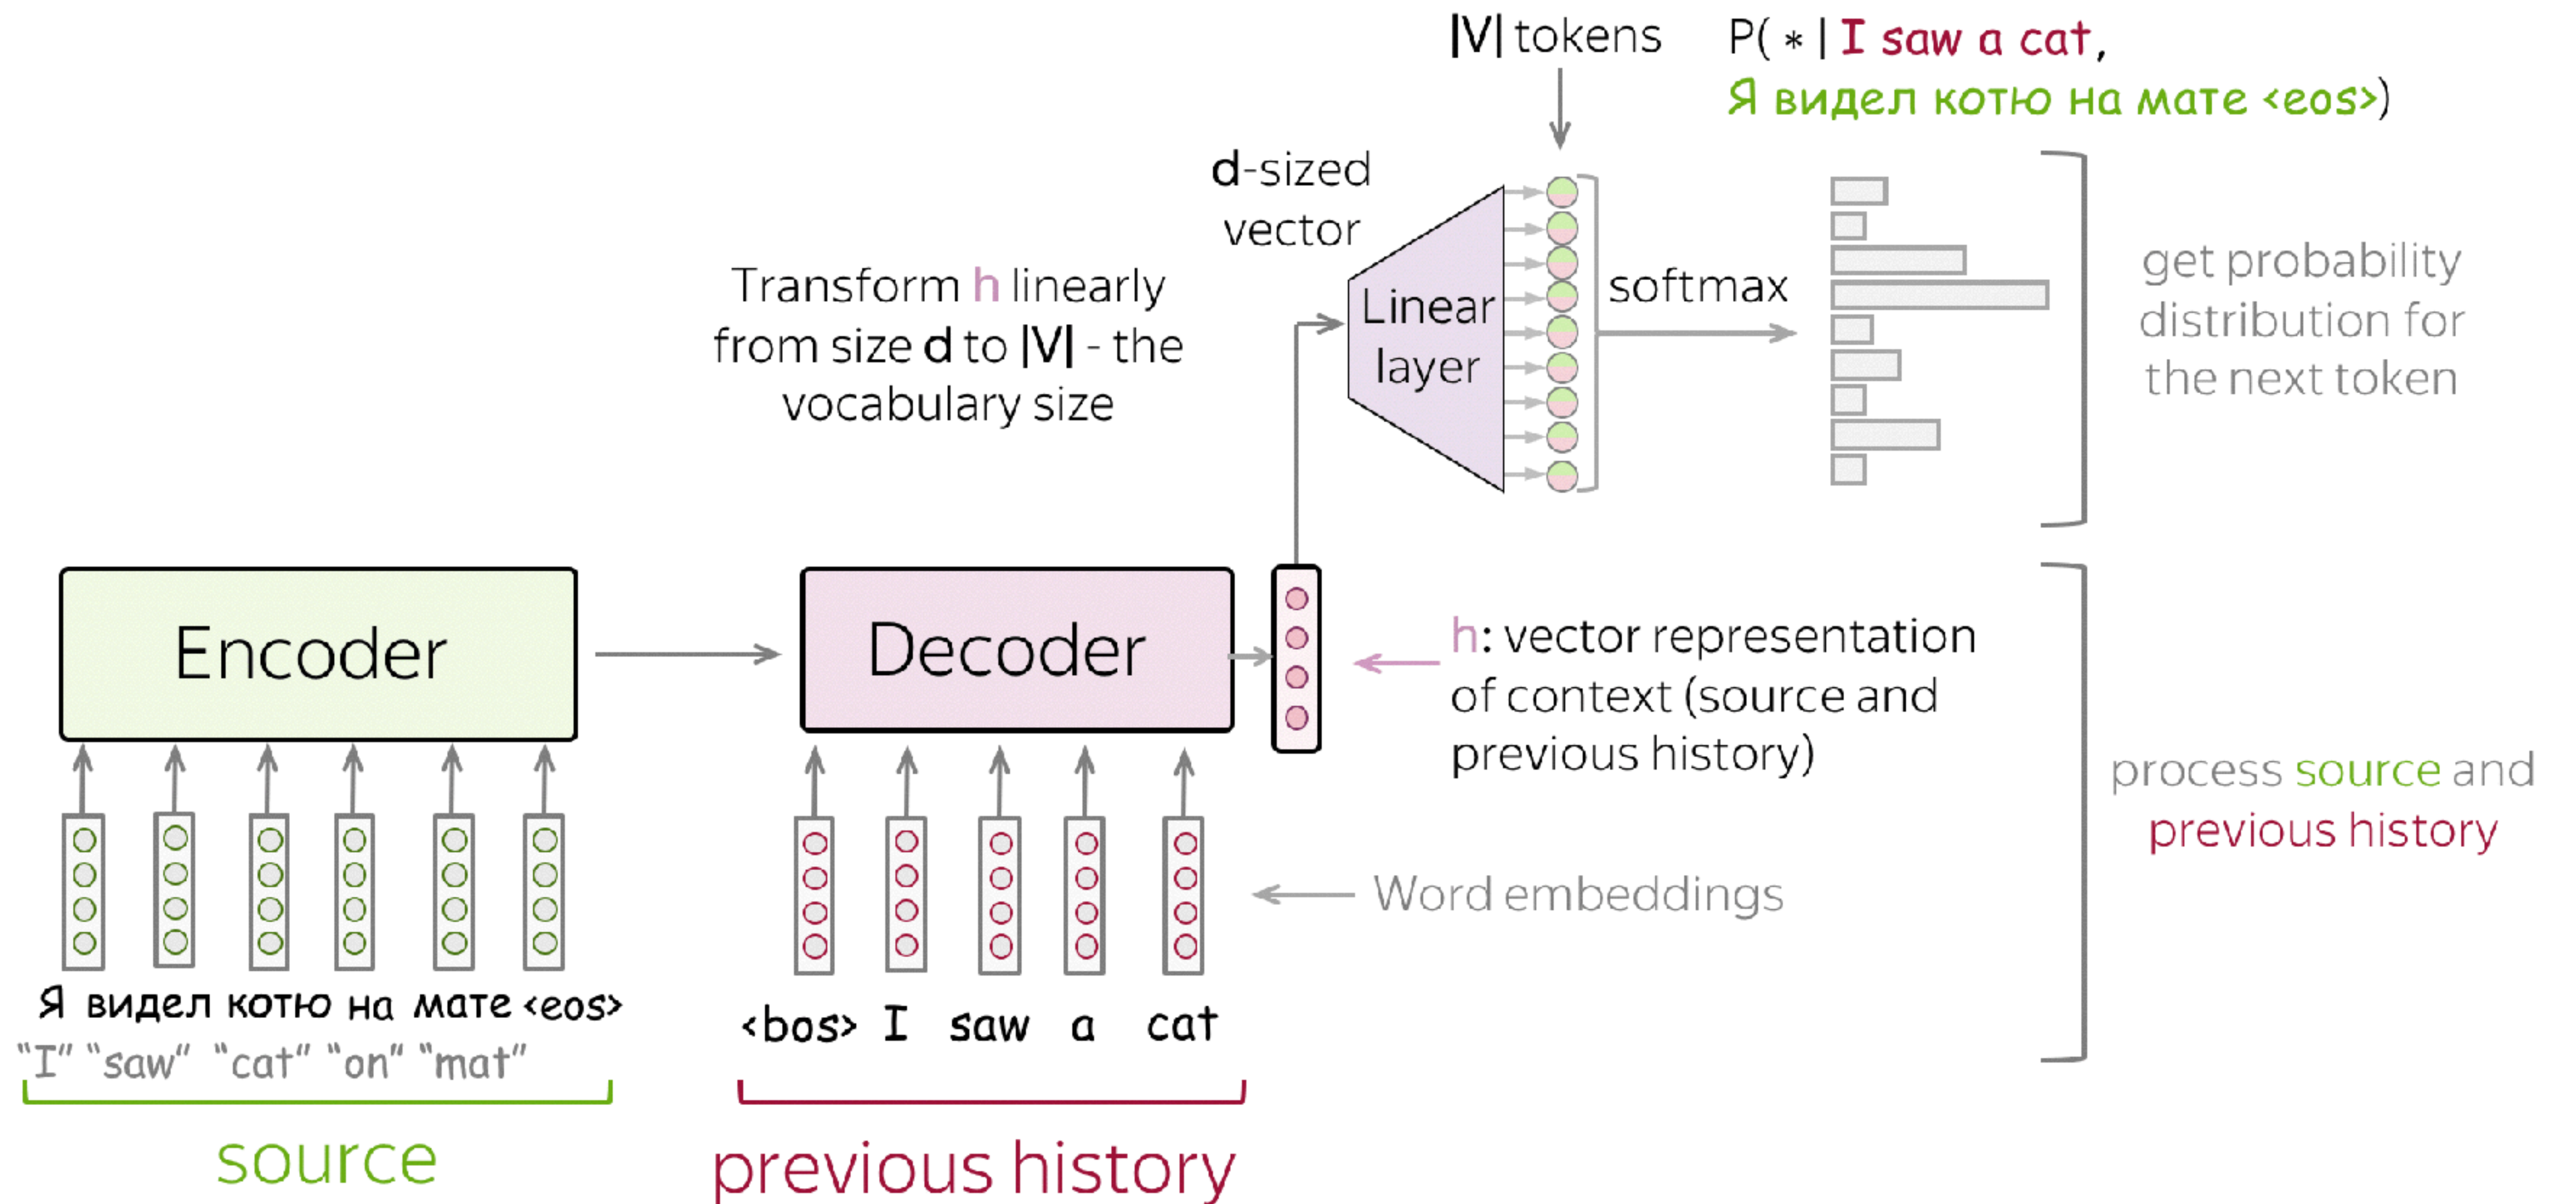 |V| tokens
P( * | I saw a cat,
Я видел котю на мате <eos>)
d-sized
vector
Transform h linearly
from size d to |V| - the
vocabulary size
Linear
layer
softmax
get probability
distribution for
the next token
Encoder
Decoder
h: vector representation
of context (source and
previous history)
process source and
previous history
Word embeddings
Я видел котю на мате <eos>
"I" "saw" "cat" "on" "mat"
<bos> I saw a cat
source
previous history